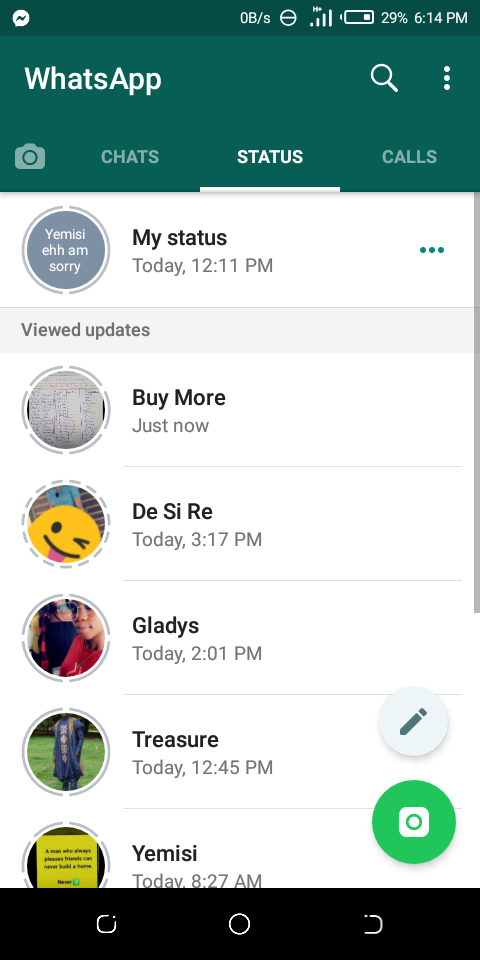 0B/s H+ 29% 6:14 PM
WhatsApp
CHATS STATUS CALLS
Yemisi
ehh am
sorry
My status
Today, 12:11 PM
Viewed updates
Buy More
Just now
De Si Re
Today, 3:17 PM
Gladys
Today, 2:01 PM
Treasure
Today, 12:45 PM
A man who always
pleases friends can
never build a home.
Never
Yemisi
Today, 8:27 AM